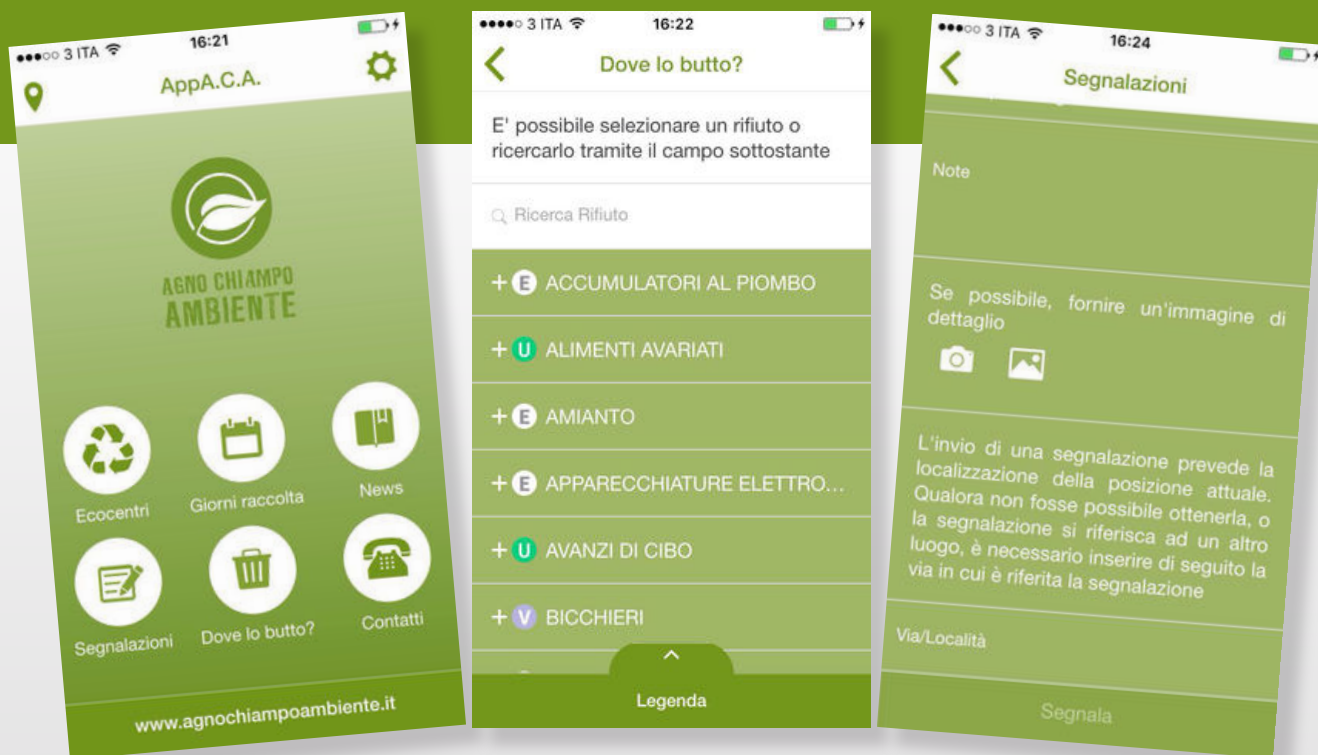 3 ITA
16:21
AppA.C.A.
AGNO CHIAMPO
AMBIENTE
Ecocentri
Giorni raccolta
News
Segnalazioni
Dove lo butto?
Contatti
www.agnochiampoambiente.it
3 ITA
16:22
Dove lo butto?
E' possibile selezionare un rifiuto o
ricercarlo tramite il campo sottostante
Ricerca Rifiuto
+ E ACCUMULATORI AL PIOMBO
+ U ALIMENTI AVARIATI
+ E AMIANTO
+ E APPARECCHIATURE ELETTRO...
+ U AVANZI DI CIBO
+ V BICCHIERI
Legenda
3 ITA
16:24
Segnalazioni
Note
Se possibile, fornire un'immagine di
dettaglio
L'invio di una segnalazione prevede la
localizzazione della posizione attuale.
Qualora non fosse possibile ottenerla, o
la segnalazione si riferisca ad un altro
luogo, è necessario inserire di seguito la
via in cui è riferita la segnalazione
Via/Località
Segnala